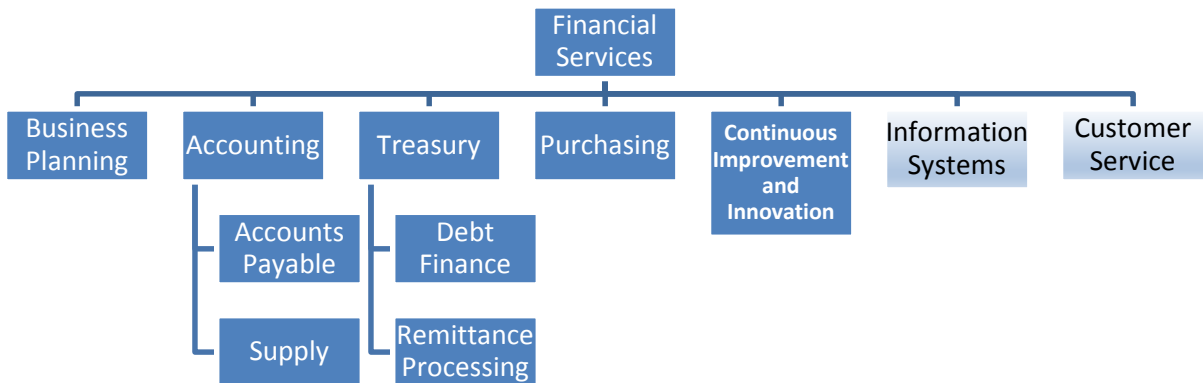 Financial
Services
Business
Planning
Accounting
Treasury
Purchasing
Continuous
Improvement
and
Innovation
Information
Systems
Customer
Service
Accounts
Payable
Debt
Finance
Supply
Remittance
Processing